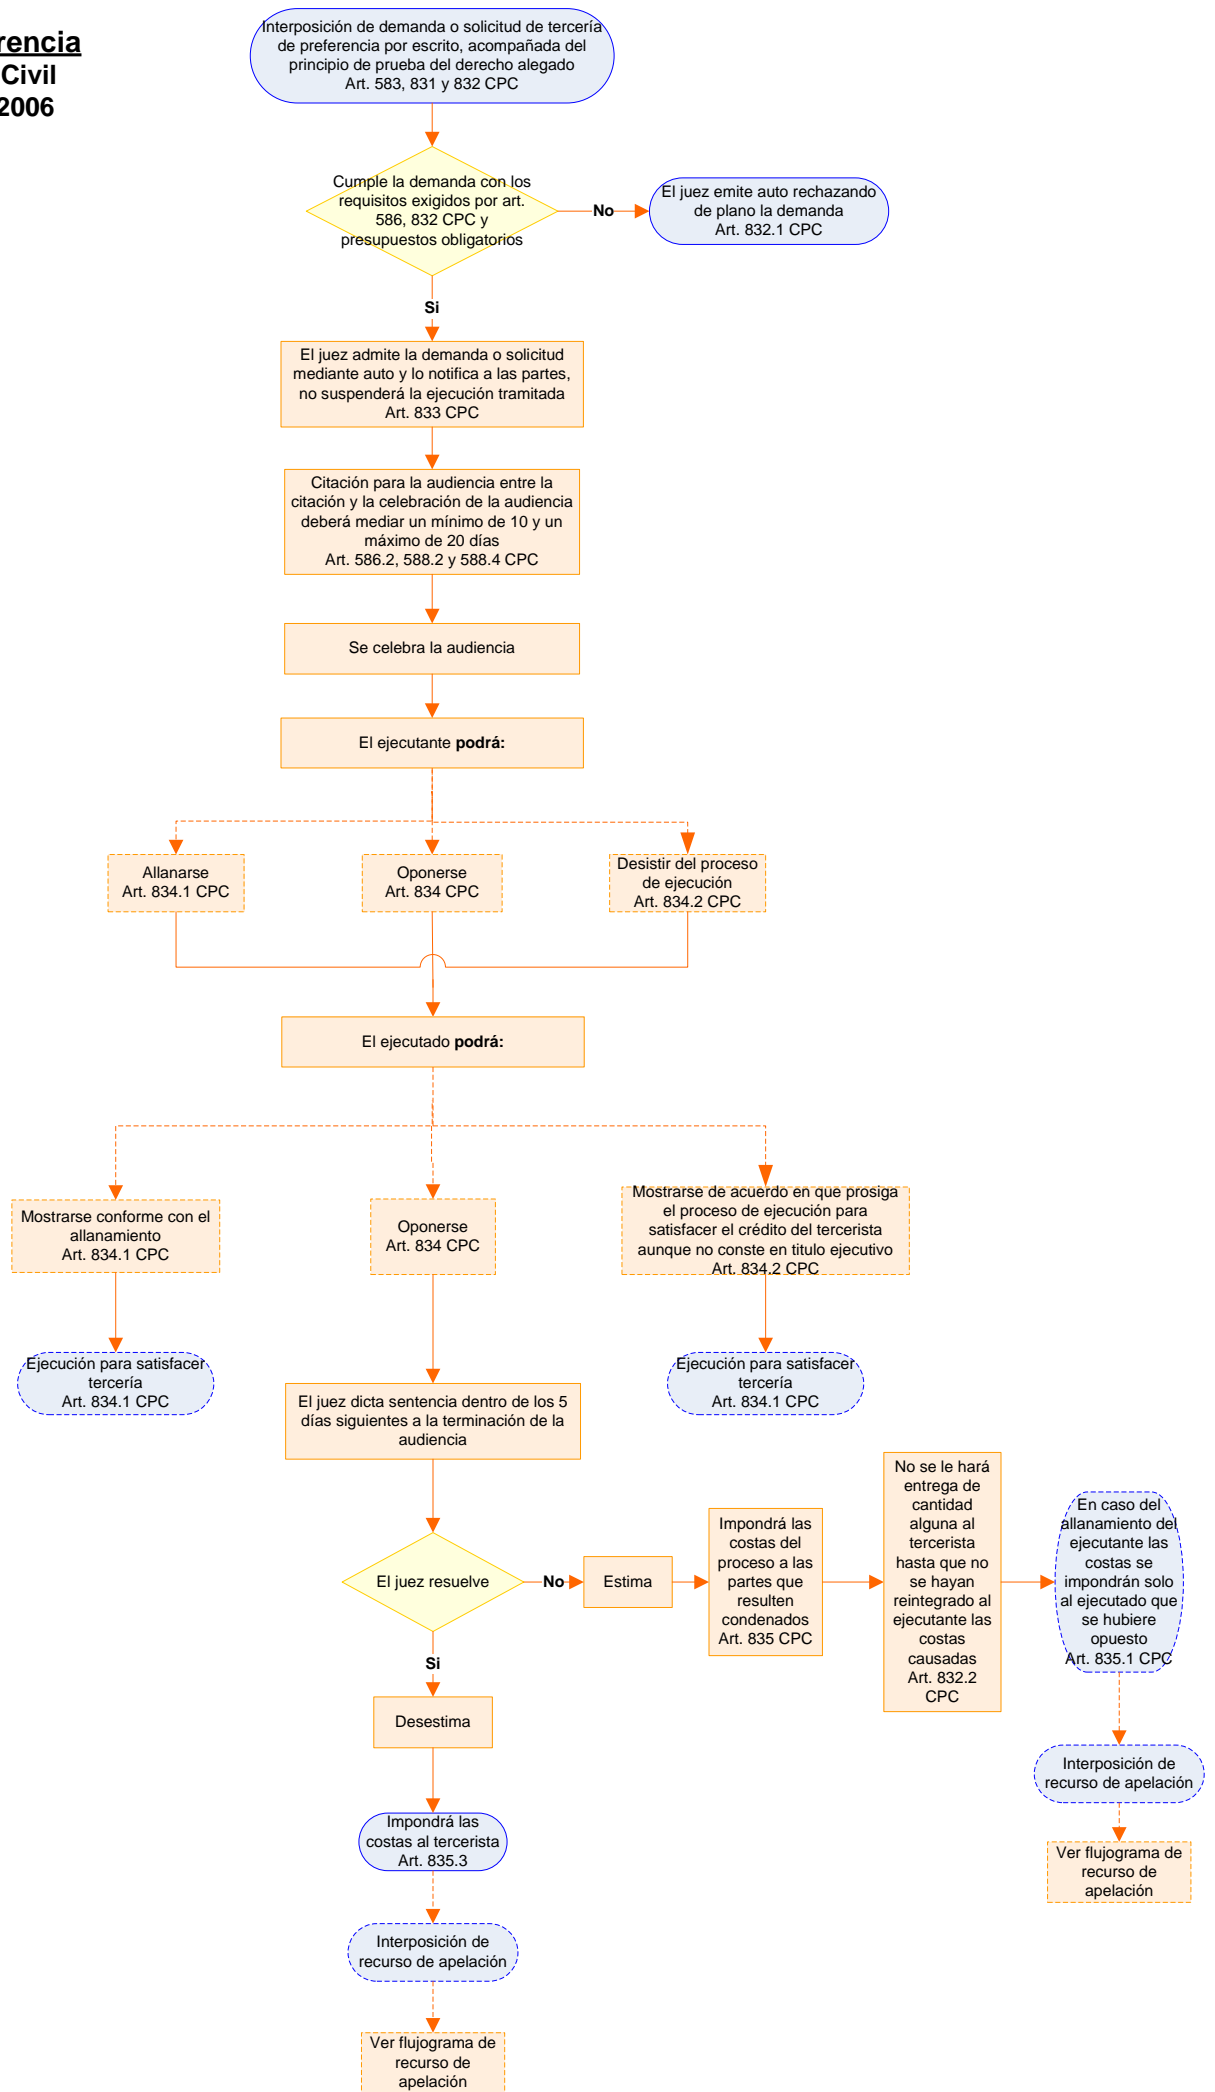 rencia
Civil
2006
Interposición de demanda o solicitud de tercería
de preferencia por escrito, acompañada del
principio de prueba del derecho alegado
Art. 583, 831 y 832 CPC
Cumple la demanda con los
requisitos exigidos por art.
586, 832 CPC y
presupuestos obligatorios
No
El juez emite auto rechazando
de plano la demanda
Art. 832.1 CPC
Si
El juez admite la demanda o solicitud
mediante auto y lo notifica a las partes,
no suspenderá la ejecución tramitada
Art. 833 CPC
Citación para la audiencia entre la
citación y la celebración de la audiencia
deberá mediar un mínimo de 10 y un
máximo de 20 días
Art. 586.2, 588.2 y 588.4 CPC
Se celebra la audiencia
El ejecutante podrá:
Allanarse
Art. 834.1 CPC
Oponerse
Art. 834 CPC
Desistir del proceso
de ejecución
Art. 834.2 CPC
El ejecutado podrá:
Mostrarse conforme con el
allanamiento
Art. 834.1 CPC
Oponerse
Art. 834 CPC
Mostrarse de acuerdo en que prosiga
el proceso de ejecución para
satisfacer el crédito del tercerista
aunque no conste en titulo ejecutivo
Art. 834.2 CPC
Ejecución para satisfacer
tercería
Art. 834.1 CPC
Ejecución para satisfacer
tercería
Art. 834.1 CPC
El juez dicta sentencia dentro de los 5
días siguientes a la terminación de la
audiencia
El juez resuelve
No
Estima
Impondrá las
costas del
proceso a las
partes que
resulten
condenados
Art. 835 CPC
No se le hará
entrega de
cantidad
alguna al
tercerista
hasta que no
se hayan
reintegrado al
ejecutante las
costas
causadas
Art. 832.2
CPC
En caso del
allanamiento del
ejecutante las
costas se
impondrán solo
al ejecutado que
se hubiere
opuesto
Art. 835.1 CPC
Si
Desestima
Interposición de
recurso de apelación
Ver flujograma de
recurso de
apelación
Impondrá las
costas al tercerista
Art. 835.3
Interposición de
recurso de apelación
Ver flujograma de
recurso de
apelación